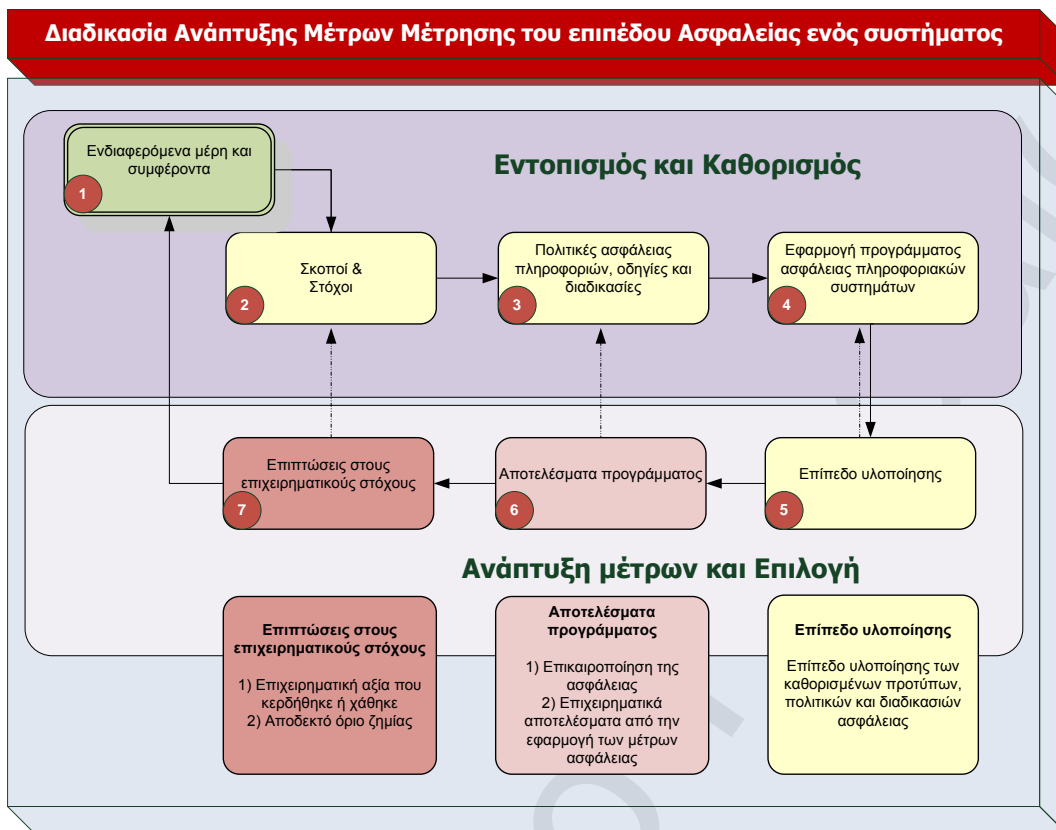 Διαδικασία Ανάπτυξης Μέτρων Μέτρησης του επιπέδου Ασφαλείας ενός συστήματος
Ενδιαφερόμενα μέρη και
συμφέροντα
1
Εντοπισμός και Καθορισμός
Σκοποί &
Στόχοι
2
Πολιτικές ασφάλειας
πληροφοριών, οδηγίες και
διαδικασίες
3
Εφαρμογή προγράμματος
ασφάλειας πληροφοριακών
συστημάτων
4
Επιπτώσεις στους
επιχειρηματικούς στόχους
7
Αποτελέσματα προγράμματος
6
Επίπεδο υλοποίησης
5
Ανάπτυξη μέτρων και Επιλογή
Επιπτώσεις στους
επιχειρηματικούς στόχους
1) Επιχειρηματική αξία που
κερδήθηκε ή χάθηκε
2) Αποδεκτό όριο ζημίας
Αποτελέσματα
προγράμματος
1) Επικαιροποίηση της
ασφάλειας
2) Επιχειρηματικά
αποτελέσματα από την
εφαρμογή των μέτρων
ασφάλειας
Επίπεδο υλοποίησης
Επίπεδο υλοποίησης των
καθορισμένων προτύπων,
πολιτικών και διαδικασιών
ασφάλειας